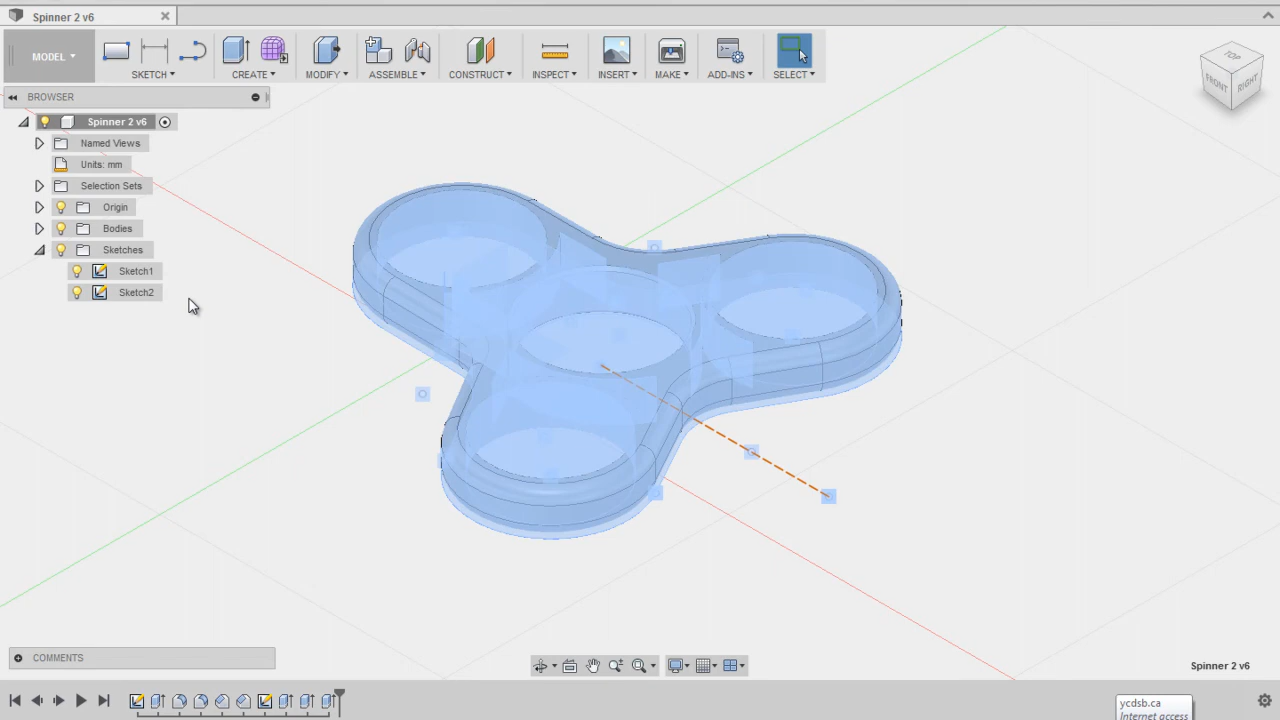 Spinner 2 v6
MODEL
SKETCH
CREATE
MODIFY
ASSEMBLE
CONSTRUCT
INSPECT
INSERT
MAKE
ADD-INS
SELECT
TOP
FRONT
RIGHT
BROWSER
Spinner 2 v6
Named Views
Units: mm
Selection Sets
Origin
Bodies
Sketches
Sketch1
Sketch2
COMMENTS
Spinner 2 v6
ycdsb.ca
Internet access